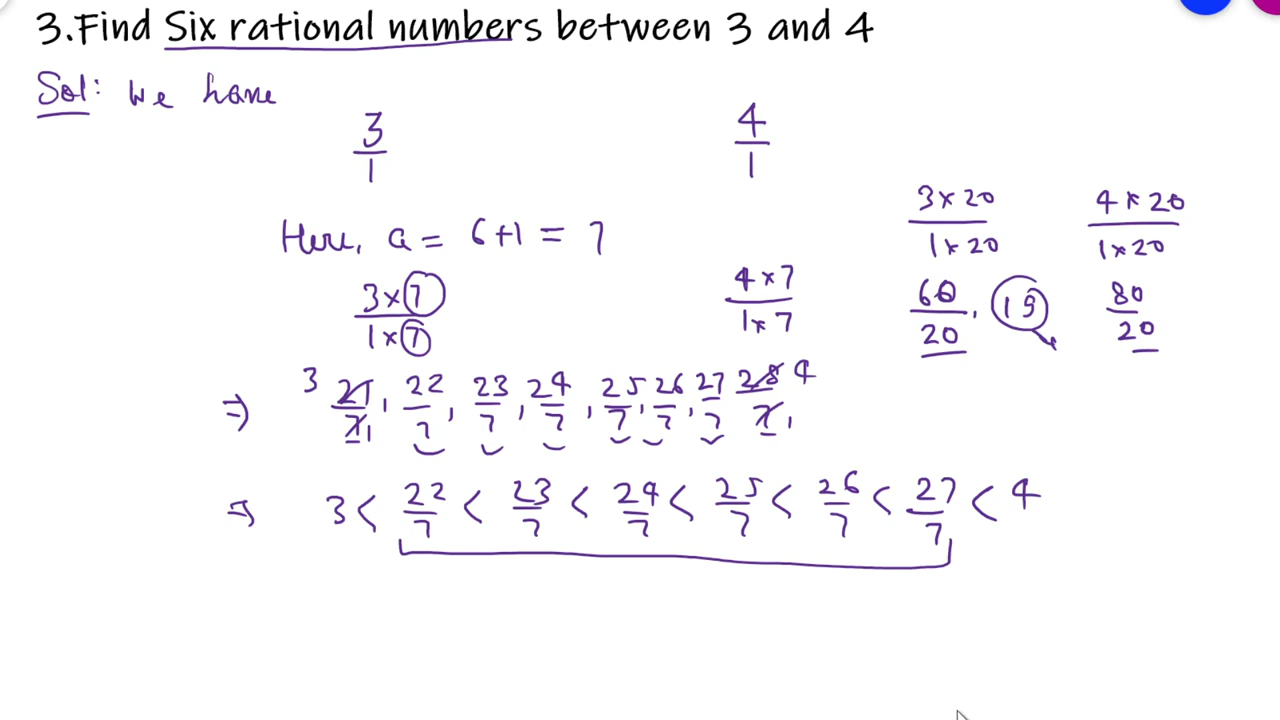 3.Find Six rational numbers between 3 and 4
Sol: We have
3/1 4/1
Here, a = 6+1 = 7
3×20/1×20 4×20/1×20
3×7/1×7 4×7/1×7
60/20, 19 80/20
⇒ 3 21/7 1, 22/7, 23/7, 24/7, 25/7, 26/7, 27/7, 28/7 1 4
⇒ 3 < 22/7 < 23/7 < 24/7 < 25/7 < 26/7 < 27/7 < 4